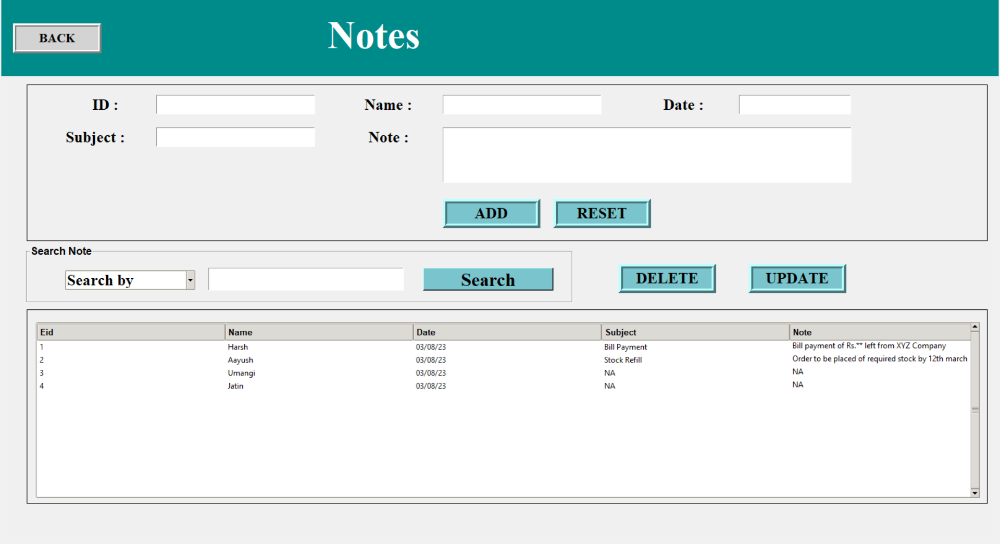 BACK
Notes
ID :
Name :
Date :
Subject :
Note :
ADD
RESET
Search Note
Search by
Search
DELETE
UPDATE
Eid Name Date Subject Note
1 Harsh 03/08/23 Bill Payment Bill payment of Rs.** left from XYZ Company
2 Aayush 03/08/23 Stock Refill Order to be placed of required stock by 12th march
3 Umangi 03/08/23 NA NA
4 Jatin 03/08/23 NA NA